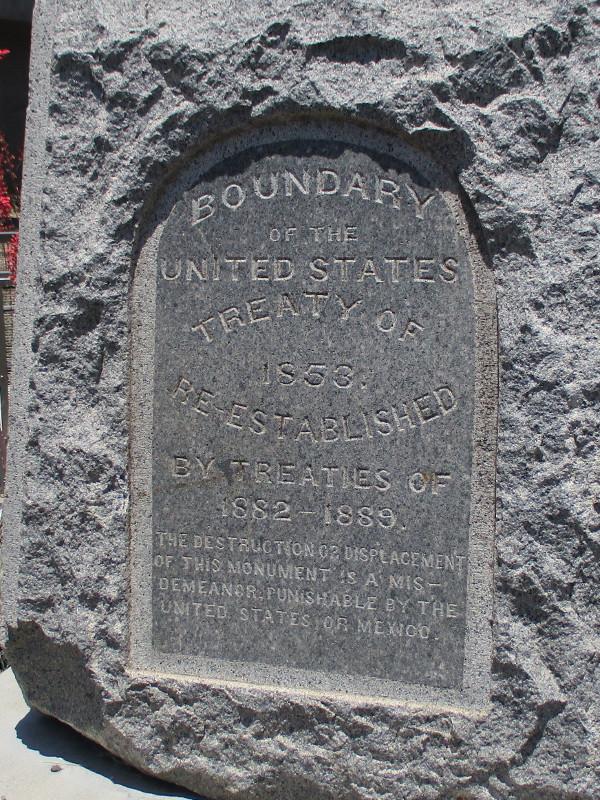 BOUNDARY
OF THE
UNITED STATES
TREATY OF
1853.
RE-ESTABLISHED
BY TREATIES OF
1882-1889.
THE DESTRUCTION OR DISPLACEMENT
OF THIS MONUMENT IS A MIS-
DEMEANOR, PUNISHABLE BY THE
UNITED STATES OR MEXICO.